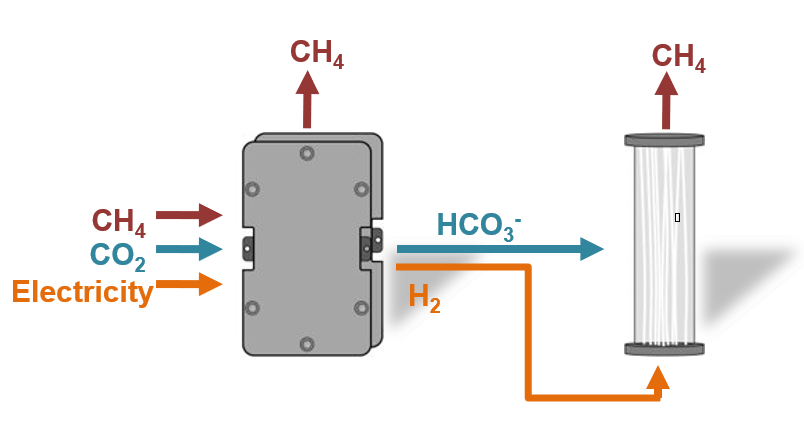 CH₄
CH₄
CH₄
CO₂
Electricity
HCO₃⁻
H₂